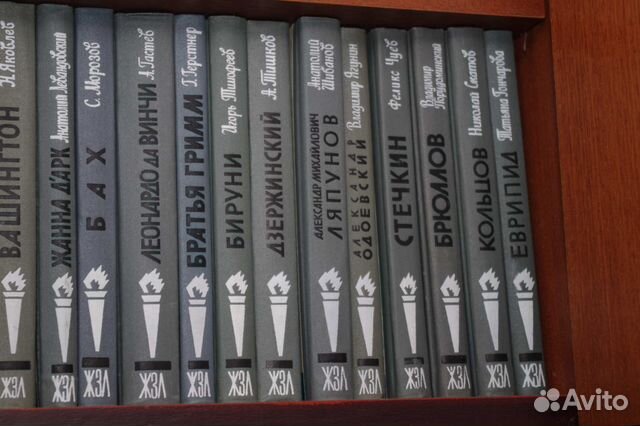 Н. Яковлев
ВАШИНГТОН
ЖЗЛ
Анатолий Левандовский
ЖАННА Д'АРК
ЖЗЛ
С. Морозов
БАХ
ЖЗЛ
А. Гастев
ЛЕОНАРДО ДА ВИНЧИ
ЖЗЛ
Г. Герстнер
БРАТЬЯ ГРИММ
ЖЗЛ
Игорь Тимофеев
БИРУНИ
ЖЗЛ
А. Тишков
ДЗЕРЖИНСКИЙ
ЖЗЛ
Анатолий
Шибанов
АЛЕКСАНДР МИХАЙЛОВИЧ
ЛЯПУНОВ
ЖЗЛ
Владимир Ягунин
АЛЕКСАНДР
ОДОЕВСКИЙ
ЖЗЛ
Феликс Чуев
СТЕЧКИН
ЖЗЛ
Владимир
Порудоминский
БРЮЛЛОВ
ЖЗЛ
Николай Скатов
КОЛЬЦОВ
ЖЗЛ
Татьяна Гончарова
ЕВРИПИД
ЖЗЛ
Avito